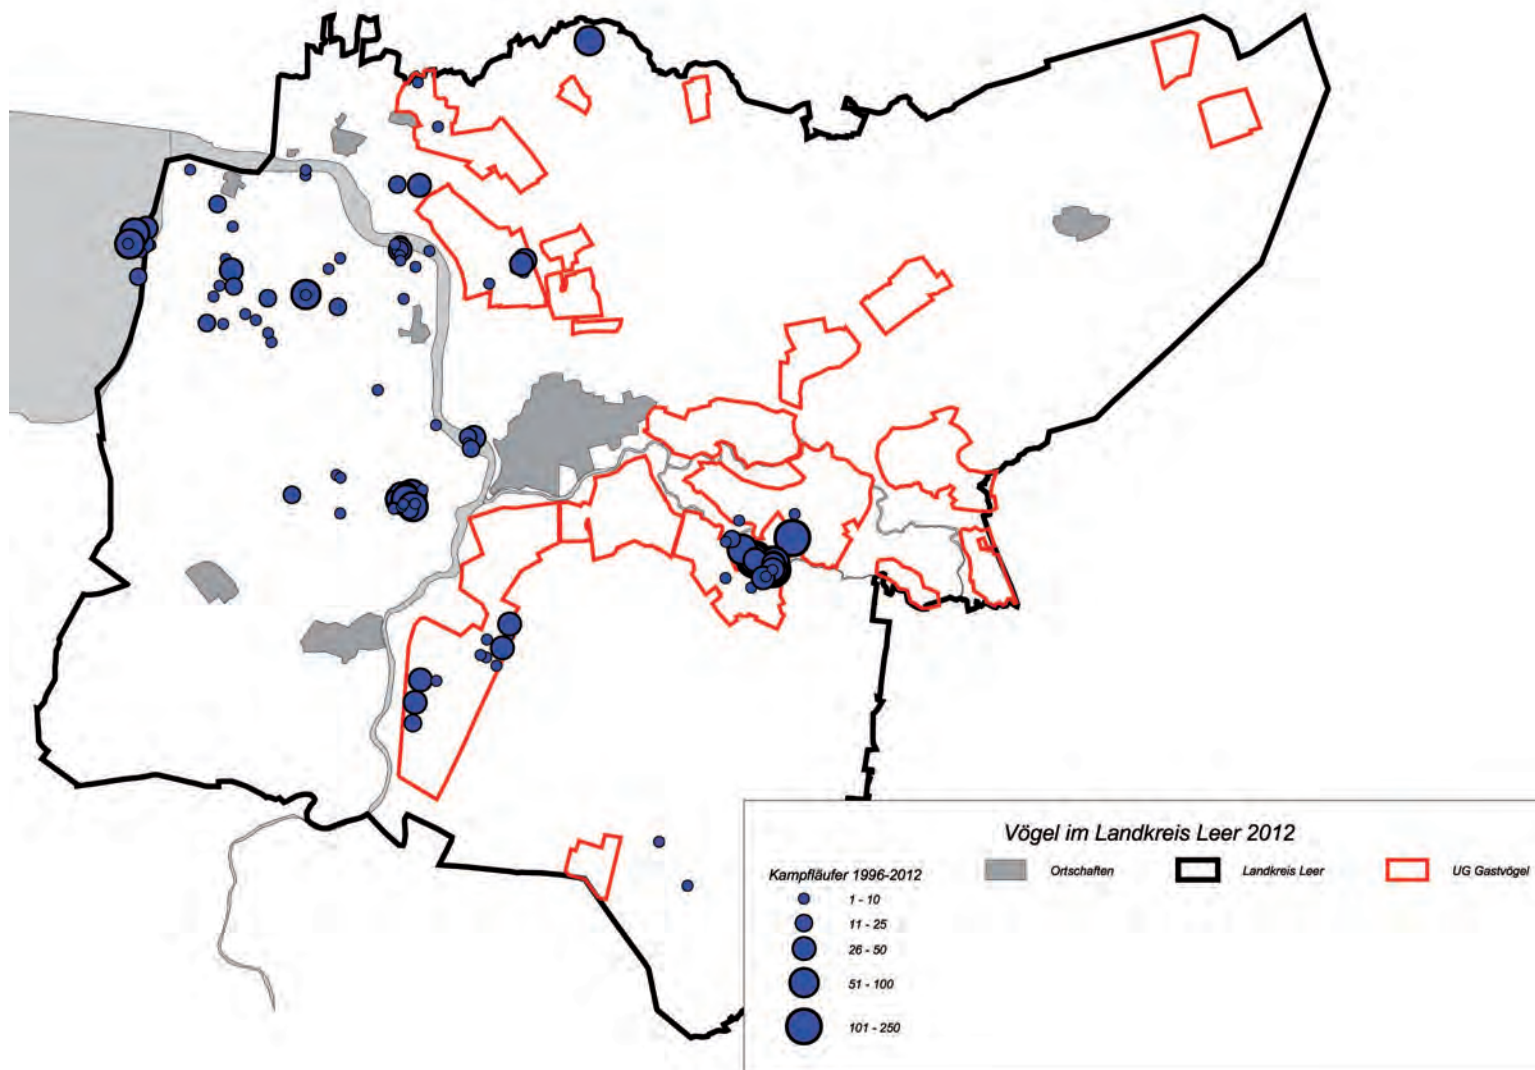 Vögel im Landkreis Leer 2012
Ortschaften
Landkreis Leer
UG Gastvögel
Kampfläufer 1996-2012
1 - 10
11 - 25
26 - 50
51 - 100
101 - 250